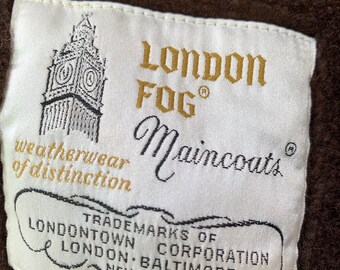 LONDON
FOG®
Maincoats®
weatherwear
of distinction
TRADEMARKS OF
LONDONTOWN CORPORATION
LONDON · BALTIMORE